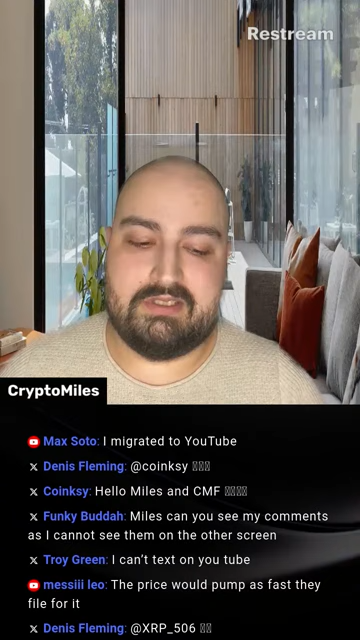 Restream
CryptoMiles
Max Soto: I migrated to YouTube
Denis Fleming: @coinksy
Coinksy: Hello Miles and CMF
Funky Buddah: Miles can you see my comments
as I cannot see them on the other screen
Troy Green: I can't text on you tube
messiii leo: The price would pump as fast they
file for it
Denis Fleming: @XRP_506